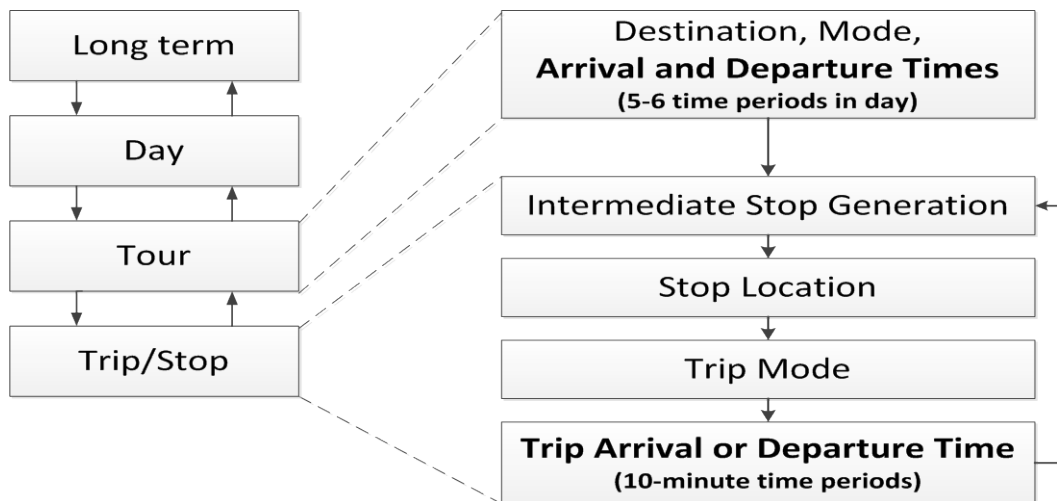 Long term
Day
Tour
Trip/Stop
Destination, Mode,
Arrival and Departure Times
(5-6 time periods in day)
Intermediate Stop Generation
Stop Location
Trip Mode
Trip Arrival or Departure Time
(10-minute time periods)